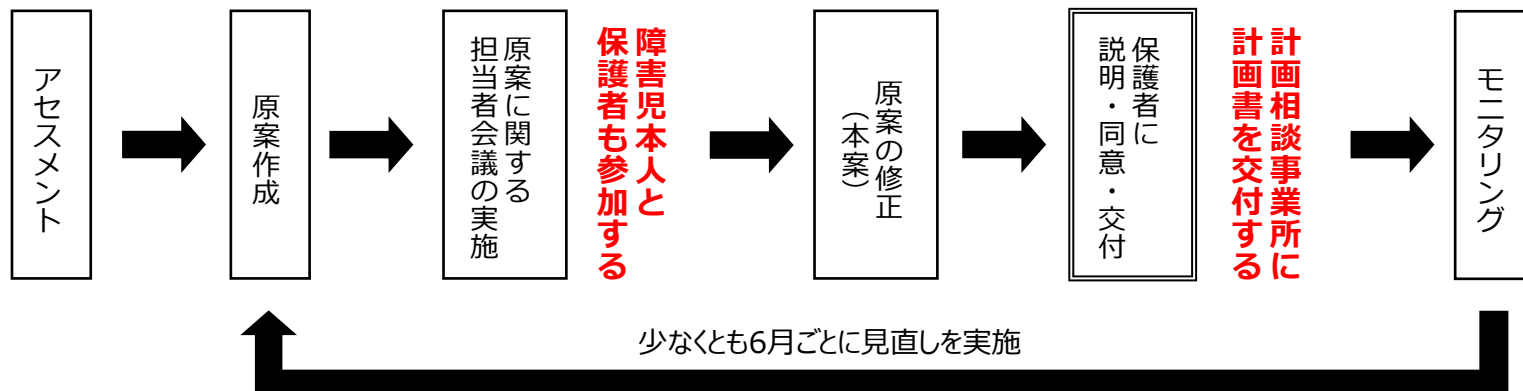 アセスメント
原案作成
原案に関する
担当者会議の実施
障害児本人と
保護者も参加する
原案の修正
（本案）
保護者に
説明・同意・交付
計画相談事業所に
計画書を交付する
モニタリング
少なくとも6月ごとに見直しを実施